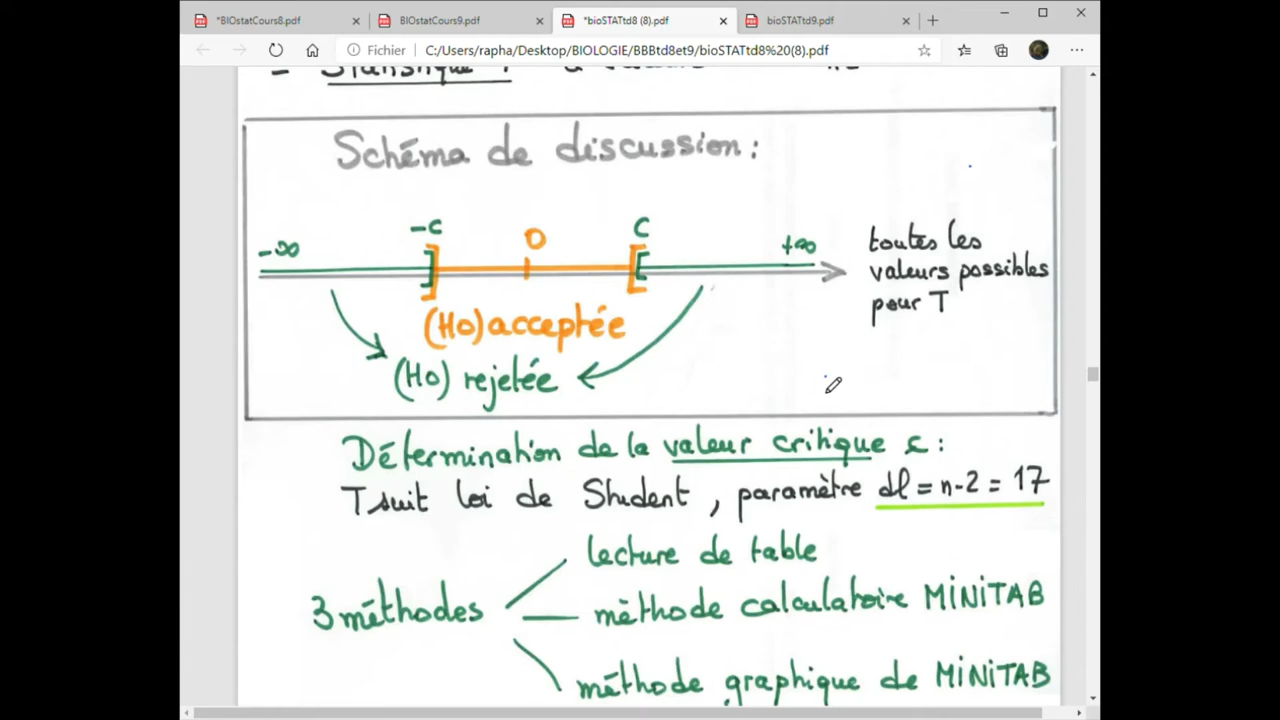 *BIOstatCours8.pdf
BIOstatCours9.pdf
*bioSTATtd8 (8).pdf
bioSTATtd9.pdf
Fichier
C:/Users/rapha/Desktop/BIOLOGIE/BBBtd8et9/bioSTATtd8%20(8).pdf
Schéma de discussion :
-∞ -c 0 C +∞
toutes les
valeurs possibles
pour T
(H0) acceptée
(H0) rejetée
Détermination de la valeur critique c :
T suit loi de Student, paramètre dl = n-2 = 17
lecture de table
3 méthodes
méthode calculatoire MINITAB
méthode graphique de MINITAB